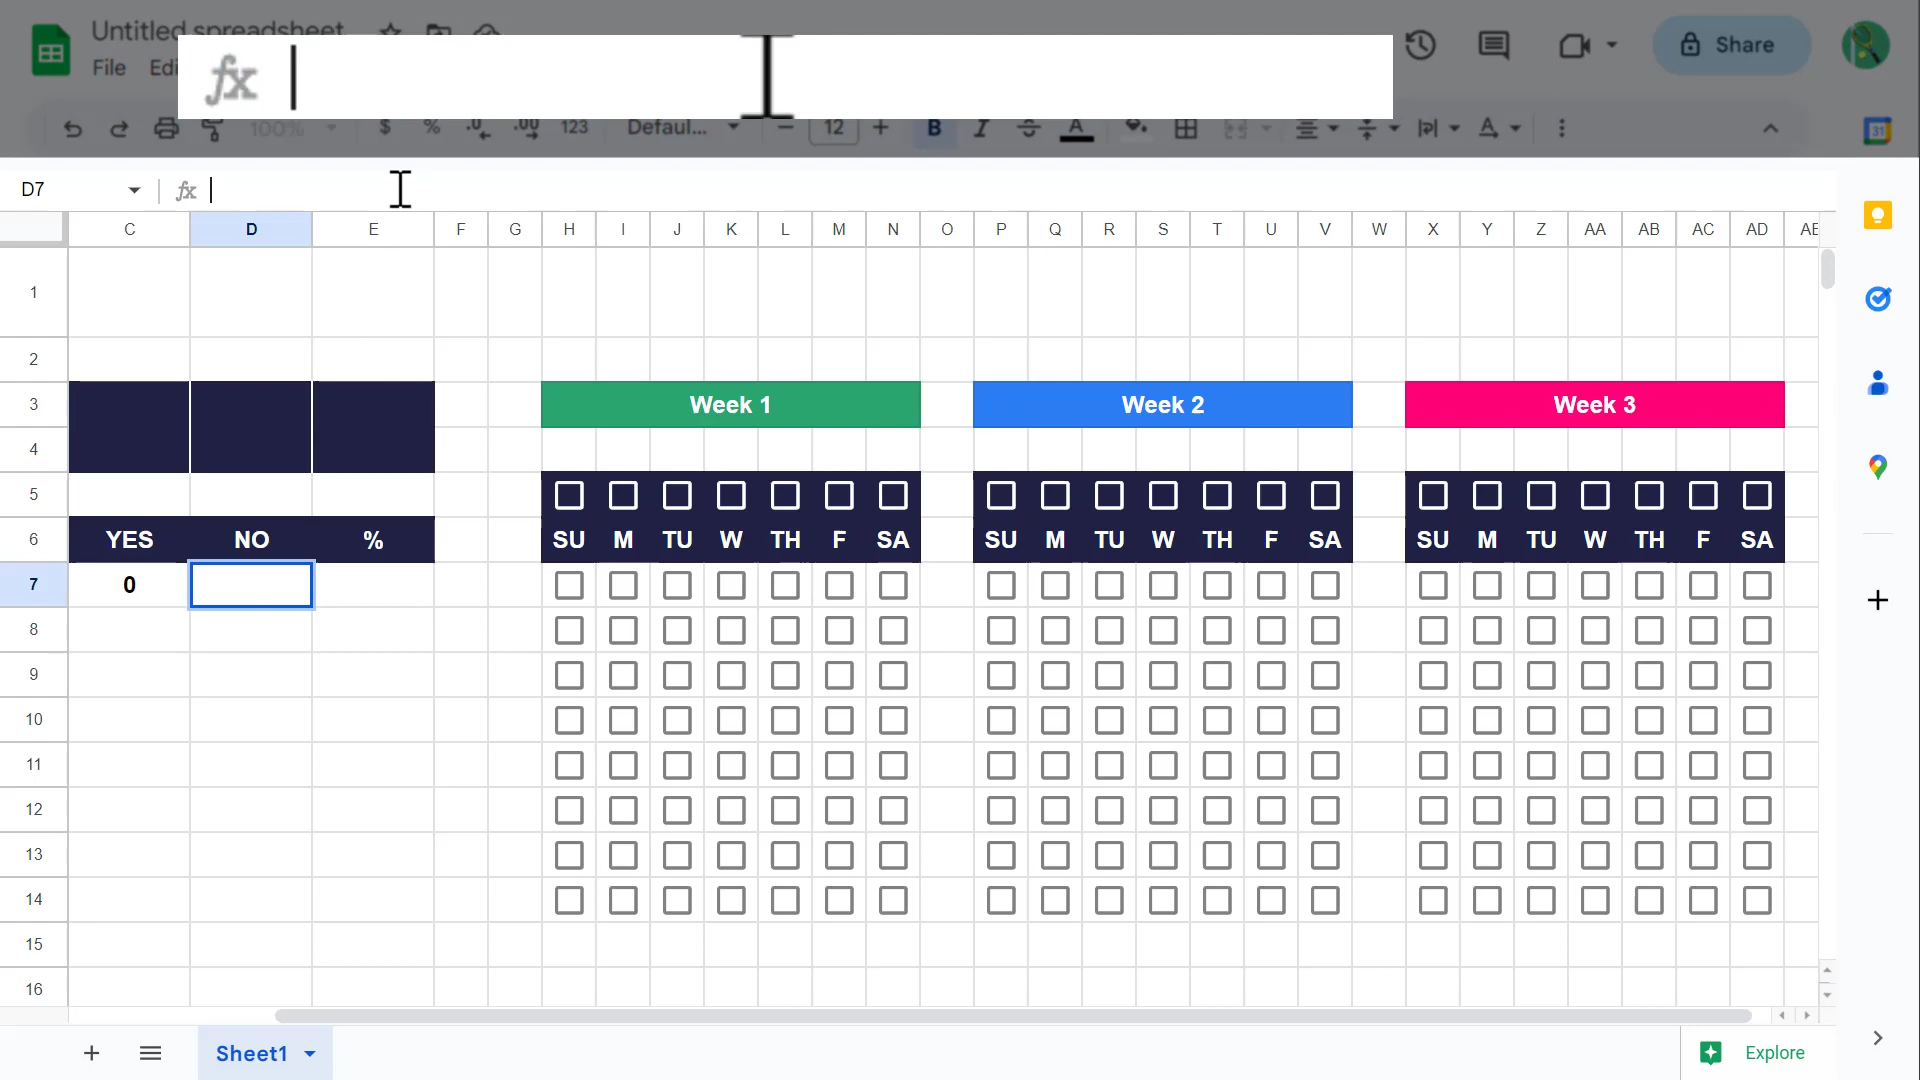 Untitled spreadsheet
File Edi
fx
Share
100% $ % .0 .00 123 Defaul... 12 B I S A
31
D7 fx
C D E F G H I J K L M N O P Q R S T U V W X Y Z AA AB AC AD AE
1
2
3 Week 1 Week 2 Week 3
4
5
6 YES NO % SU M TU W TH F SA SU M TU W TH F SA SU M TU W TH F SA
7 0
8
9
10
11
12
13
14
15
16
Sheet1
Explore